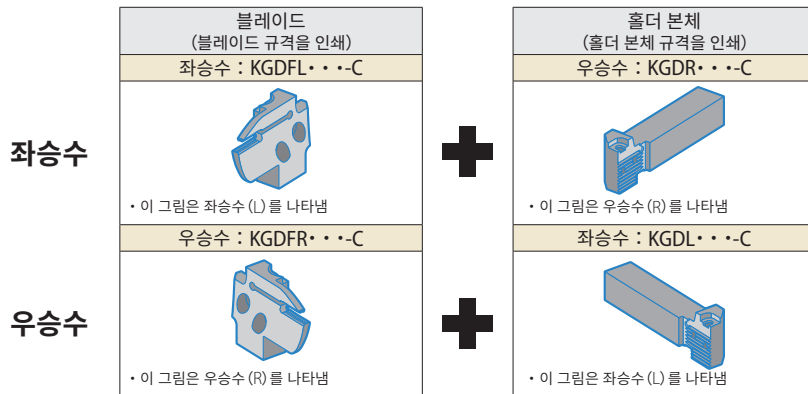 블레이드
(블레이드 규격을 인쇄)
홀더 본체
(홀더 본체 규격을 인쇄)
좌승수 : KGDFL・・・-C
우승수 : KGDR・・・-C
좌승수
・이 그림은 좌승수(L)를 나타냄
・이 그림은 우승수(R)를 나타냄
우승수 : KGDFR・・・-C
좌승수 : KGDL・・・-C
우승수
・이 그림은 우승수(R)를 나타냄
・이 그림은 좌승수(L)를 나타냄